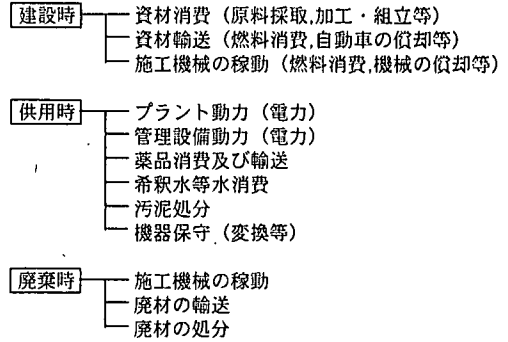 建設時 資材消費（原料採取,加工・組立等）
資材輸送（燃料消費,自動車の償却等）
施工機械の稼動（燃料消費,機械の償却等）
供用時 プラント動力（電力）
管理設備動力（電力）
薬品消費及び輸送
希釈水等水消費
汚泥処分
機器保守（変換等）
廃棄時 施工機械の稼動
廃材の輸送
廃材の処分